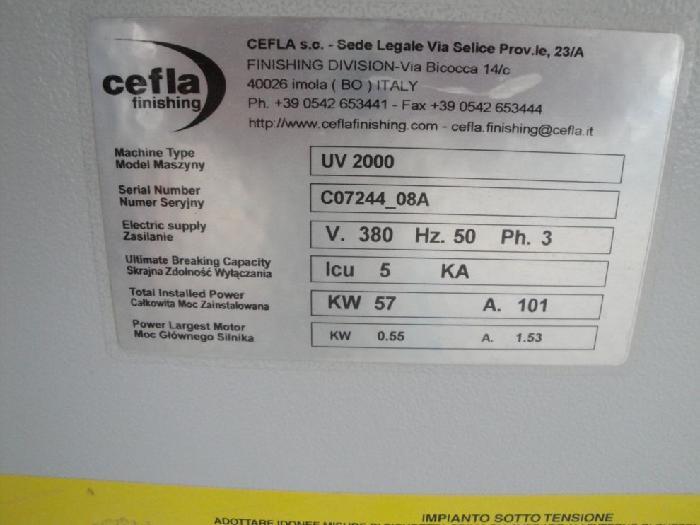 CEFLA s.c. - Sede Legale Via Selice Prov.le, 23/A
FINISHING DIVISION-Via Bicocca 14/c
40026 imola ( BO ) ITALY
Ph. +39 0542 653441 - Fax +39 0542 653444
http://www.ceflafinishing.com - cefla.finishing@cefla.it
cefla
finishing
Machine Type
Model Maszyny
UV 2000
Serial Number
Numer Seryjny
C07244_08A
Electric supply
Zasilanie
V. 380 Hz. 50 Ph. 3
Ultimate Breaking Capacity
Skrajna Zdolność Wyłączania
Icu 5 KA
Total Installed Power
Całkowita Moc Zainstalowana
KW 57 A. 101
Power Largest Motor
Moc Głównego Silnika
KW 0.55 A. 1.53
IMPIANTO SOTTO TENSIONE
ADOTTARE IDONEE MISURE